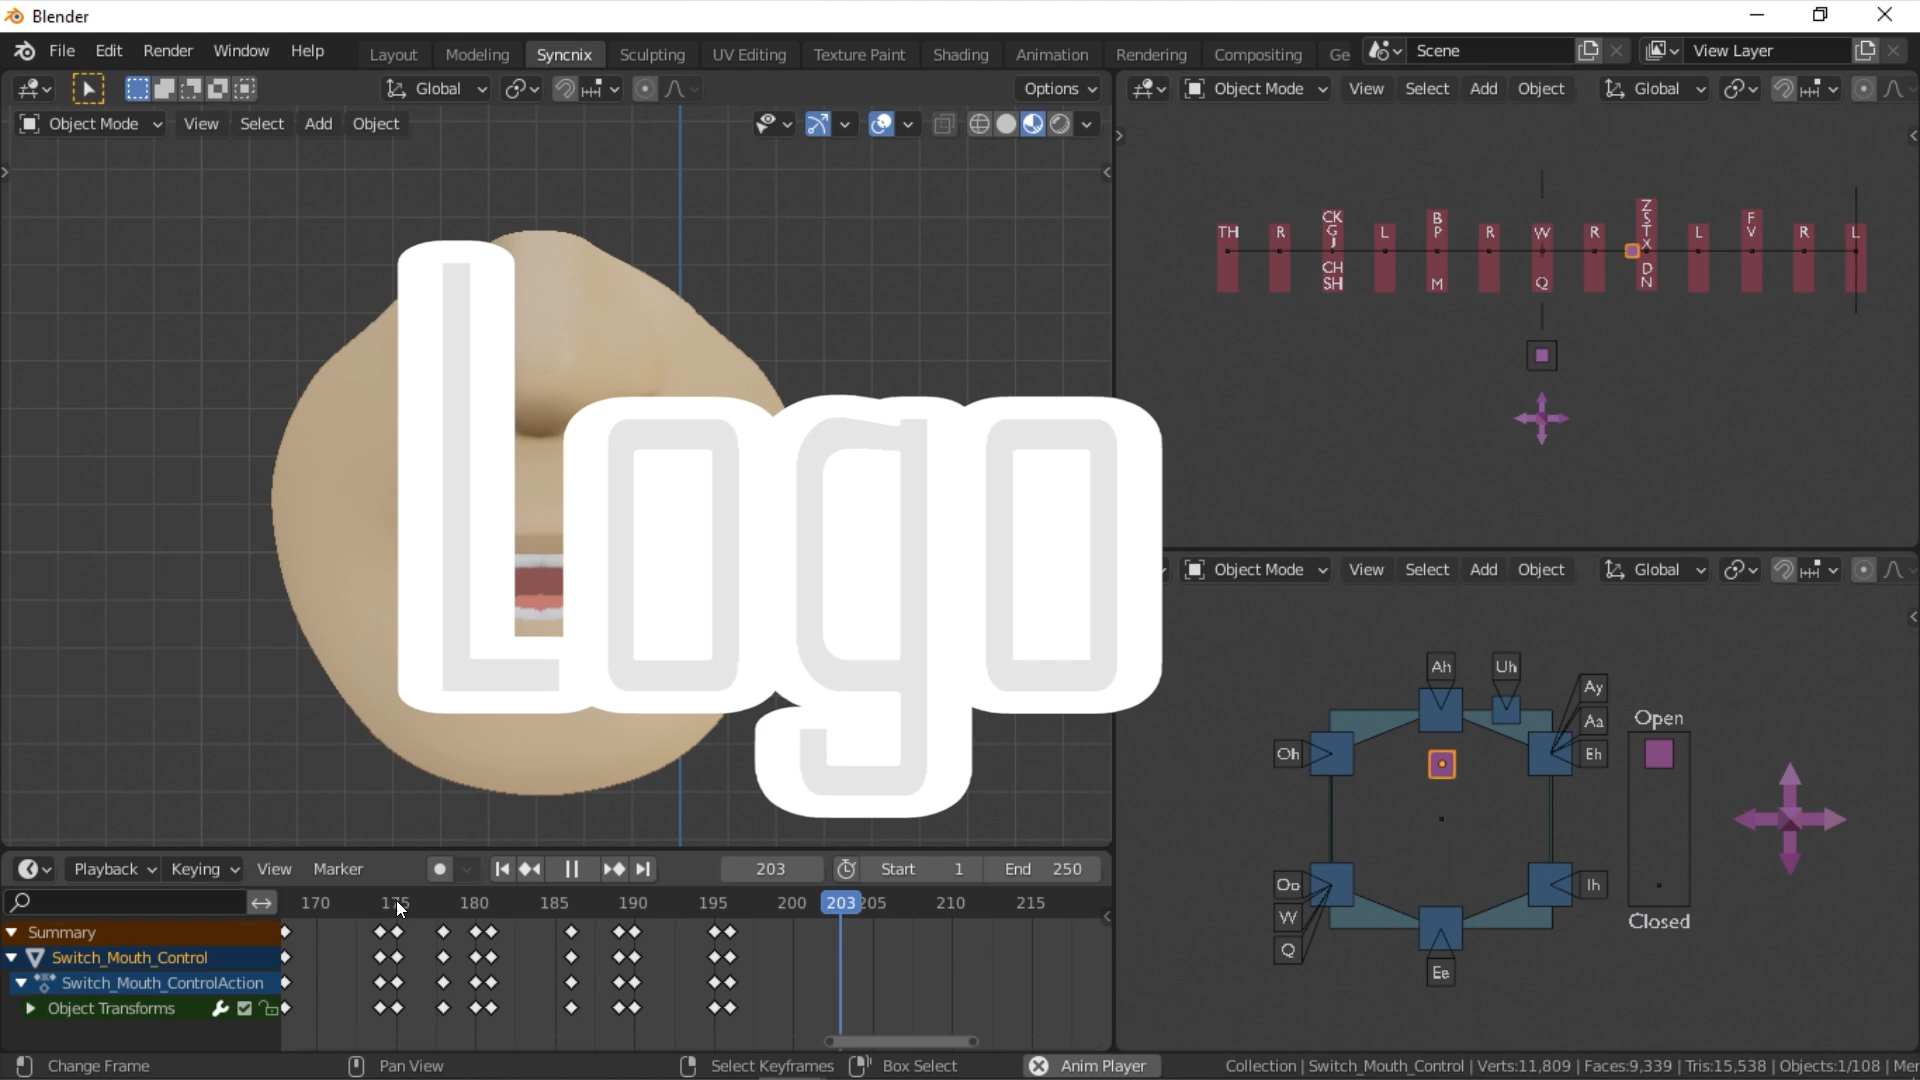 Blender
File Edit Render Window Help Layout Modeling Syncnix Sculpting UV Editing Texture Paint Shading Animation Rendering Compositing Ge Scene View Layer
Global Options
Object Mode View Select Add Object
Object Mode View Select Add Object Global
TH R CK G J CH SH L B P M R W Q R Z S T X D N L F V R L
Logo
Object Mode View Select Add Object Global
Ah Uh
Ay
Aa
Oh Eh
Open
Oo Ih
W
Q
Closed
Ee
Playback Keying View Marker 203 Start 1 End 250
170 175 180 185 190 195 200 203 205 210 215
Summary
Switch_Mouth_Control
Switch_Mouth_ControlAction
Object Transforms
Change Frame Pan View Select Keyframes Box Select Anim Player Collection | Switch_Mouth_Control | Verts:11,809 | Faces:9,339 | Tris:15,538 | Objects:1/108 | Mer